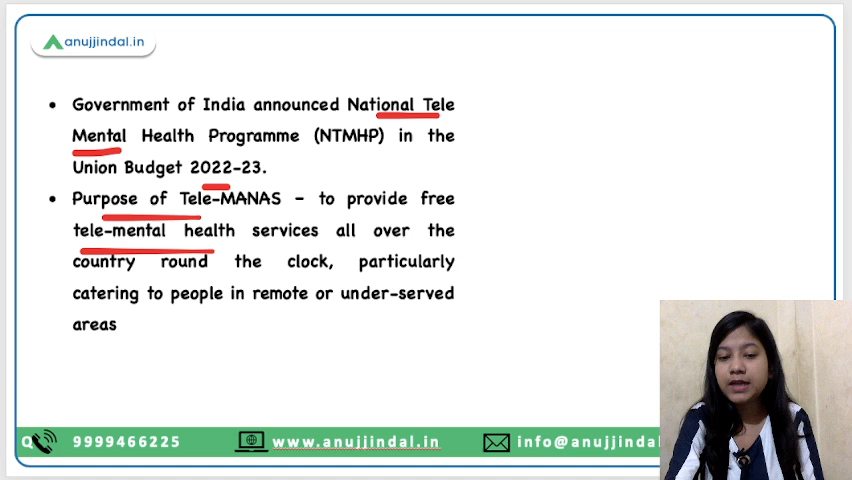 anujjindal.in
• Government of India announced National Tele
Mental Health Programme (NTMHP) in the
Union Budget 2022-23.
• Purpose of Tele-MANAS – to provide free
tele-mental health services all over the
country round the clock, particularly
catering to people in remote or under-served
areas
9999466225 www.anujjindal.in info@anujjindal